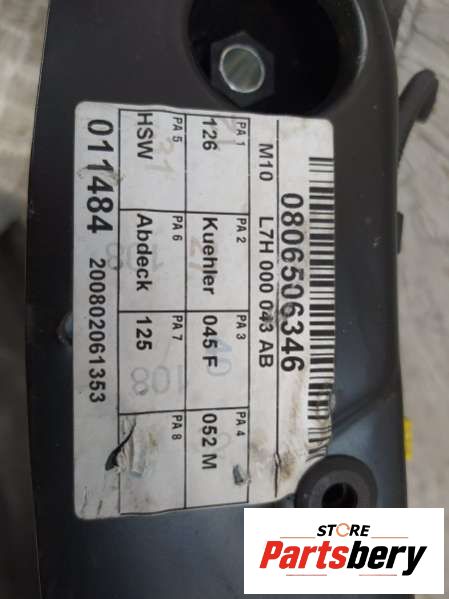 0806506346
M10 L7H 000 043 AB
PA 1 PA 2 PA 3 PA 4
126 Kuehler 045 F 052 M
PA 5 PA 6 PA 7 PA 8
HSW Abdeck 125
011484 200802061353
108
STORE
Partsbery